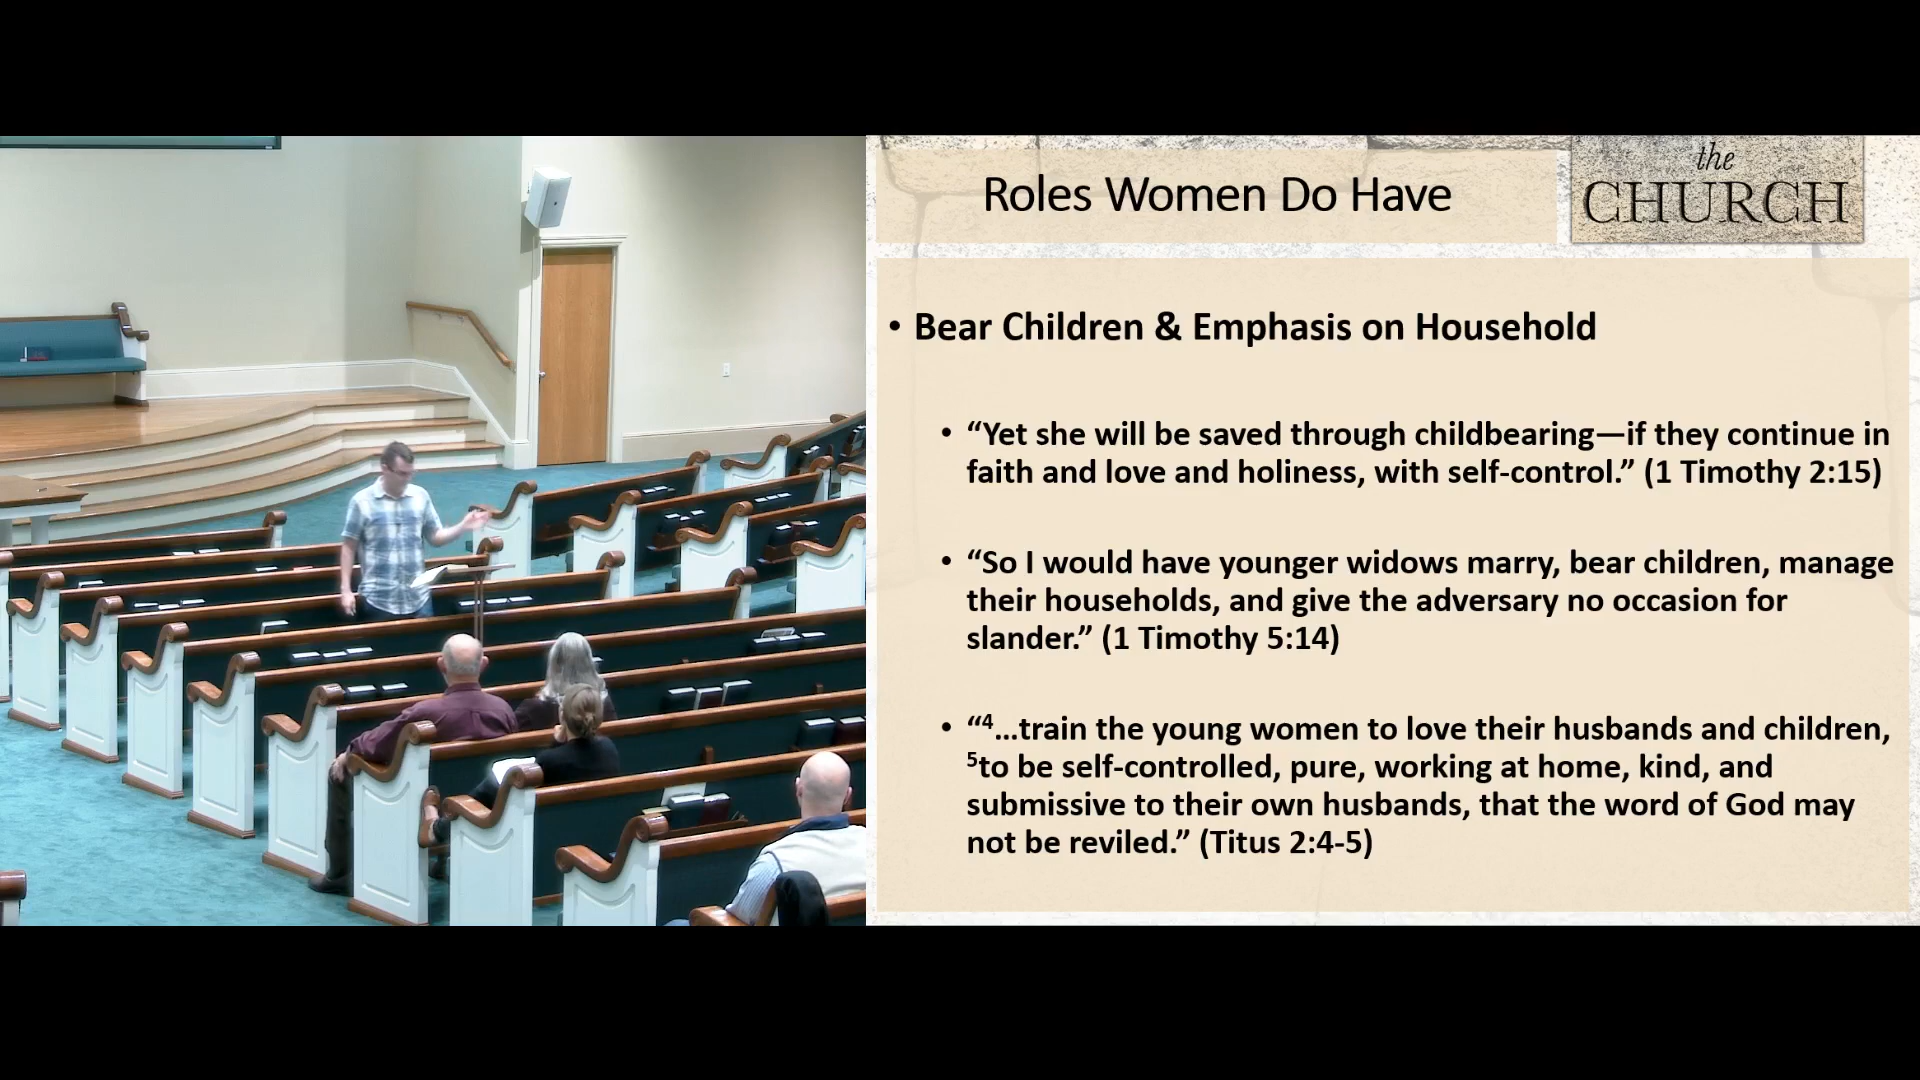 Roles Women Do Have
the
CHURCH
• Bear Children & Emphasis on Household
• “Yet she will be saved through childbearing—if they continue in
faith and love and holiness, with self-control.” (1 Timothy 2:15)
• “So I would have younger widows marry, bear children, manage
their households, and give the adversary no occasion for
slander.” (1 Timothy 5:14)
• “⁴…train the young women to love their husbands and children,
⁵to be self-controlled, pure, working at home, kind, and
submissive to their own husbands, that the word of God may
not be reviled.” (Titus 2:4-5)